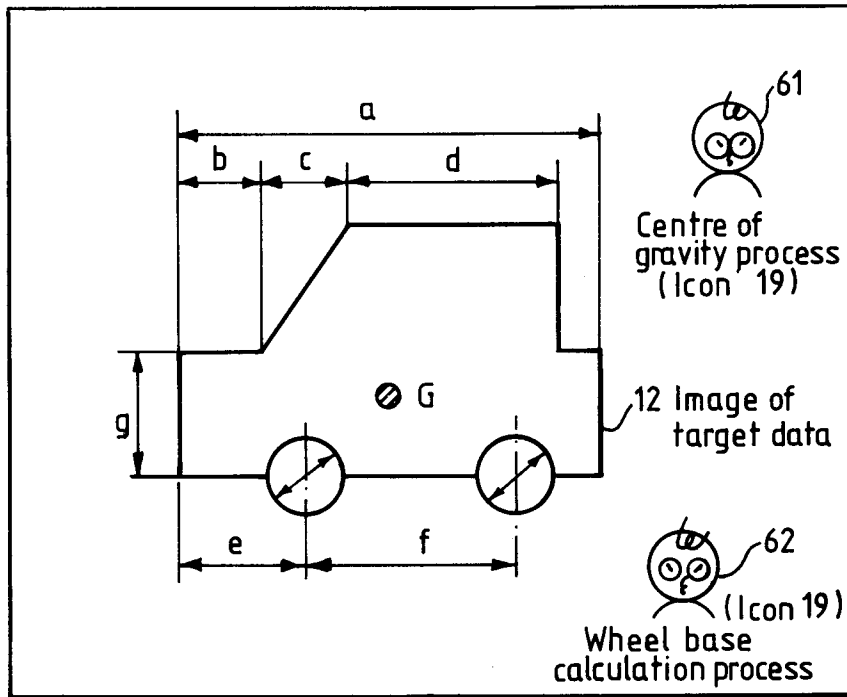 a
61
b
c
d
Centre of
gravity process
(Icon 19)
g
G
12 Image of
target data
e
f
62
(Icon 19)
Wheel base
calculation process